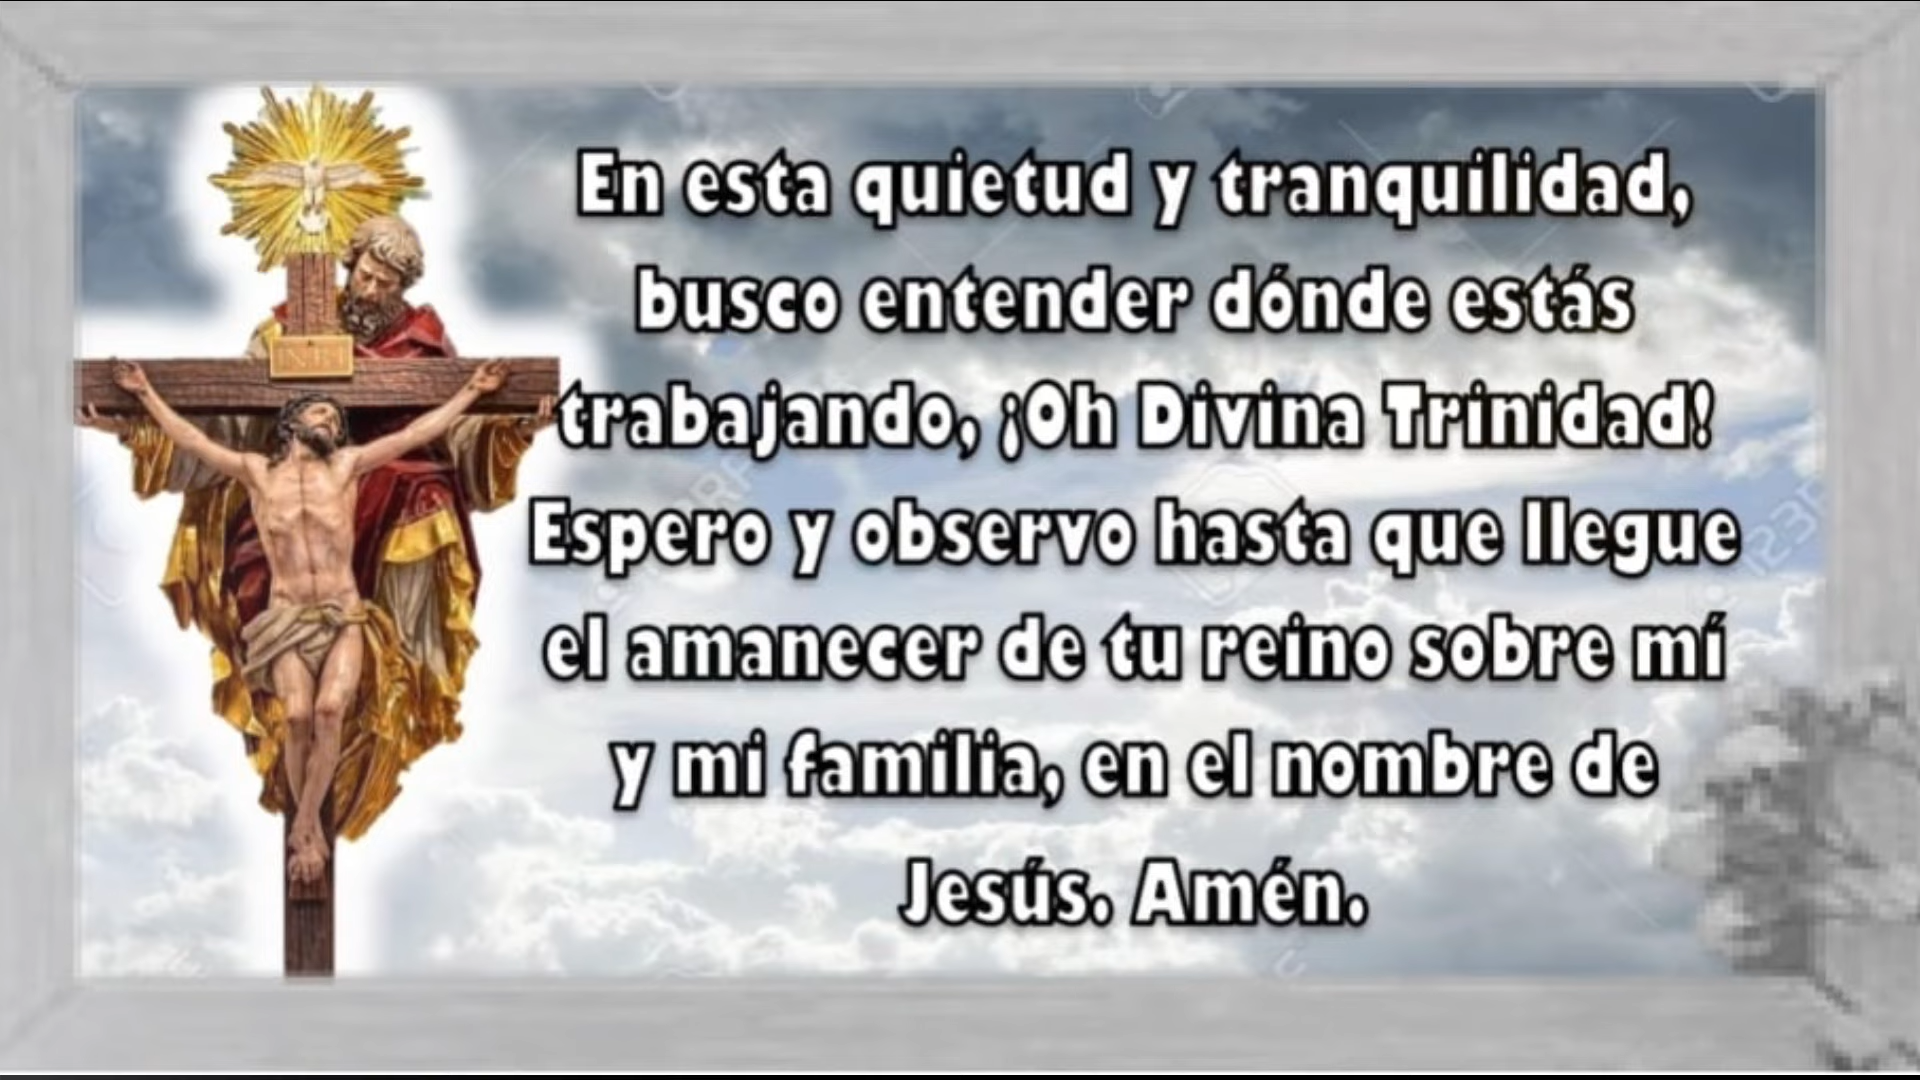 INRI
En esta quietud y tranquilidad,
busco entender dónde estás
trabajando, ¡Oh Divina Trinidad!
Espero y observo hasta que llegue
el amanecer de tu reino sobre mí
y mi familia, en el nombre de
Jesús. Amén.